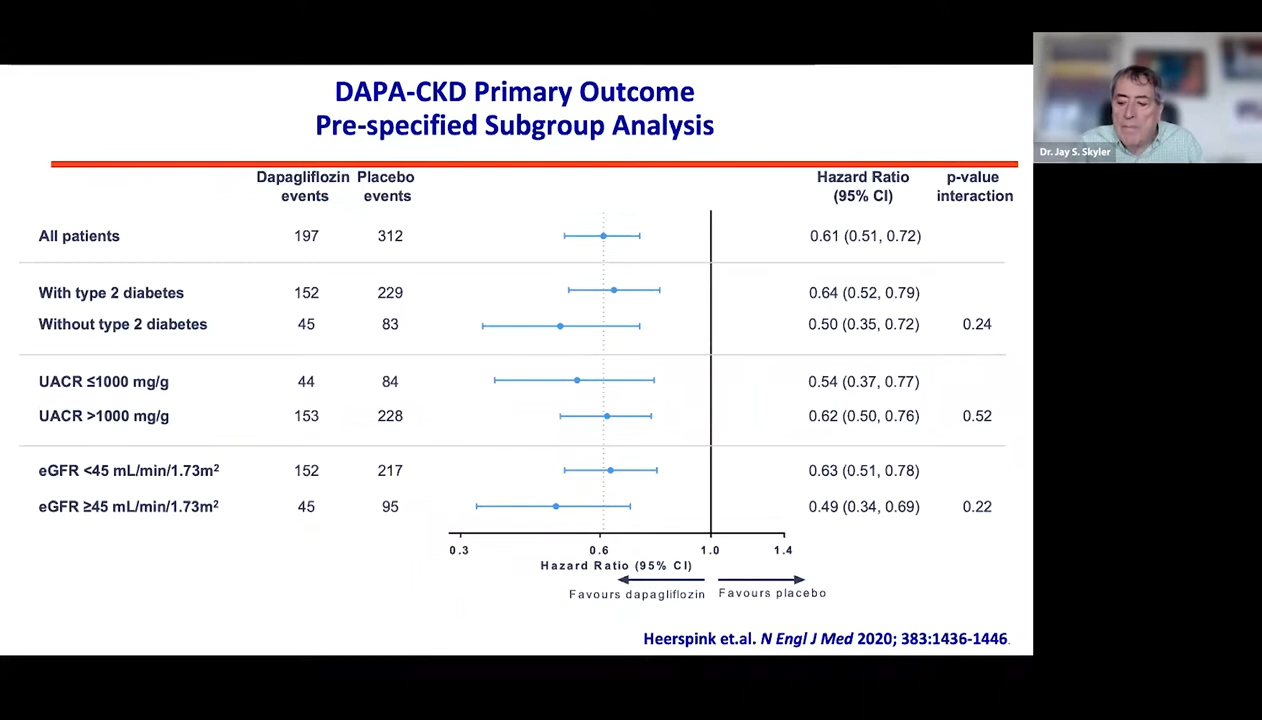 DAPA-CKD Primary Outcome
Pre-specified Subgroup Analysis
Dr. Jay S. Skyler
Dapagliflozin events Placebo events Hazard Ratio (95% CI) p-value interaction
All patients 197 312 0.61 (0.51, 0.72)
With type 2 diabetes 152 229 0.64 (0.52, 0.79)
Without type 2 diabetes 45 83 0.50 (0.35, 0.72) 0.24
UACR ≤1000 mg/g 44 84 0.54 (0.37, 0.77)
UACR >1000 mg/g 153 228 0.62 (0.50, 0.76) 0.52
eGFR <45 mL/min/1.73m² 152 217 0.63 (0.51, 0.78)
eGFR ≥45 mL/min/1.73m² 45 95 0.49 (0.34, 0.69) 0.22
0.3 0.6 1.0 1.4
Hazard Ratio (95% CI)
Favours dapagliflozin Favours placebo
Heerspink et.al. N Engl J Med 2020; 383:1436-1446.